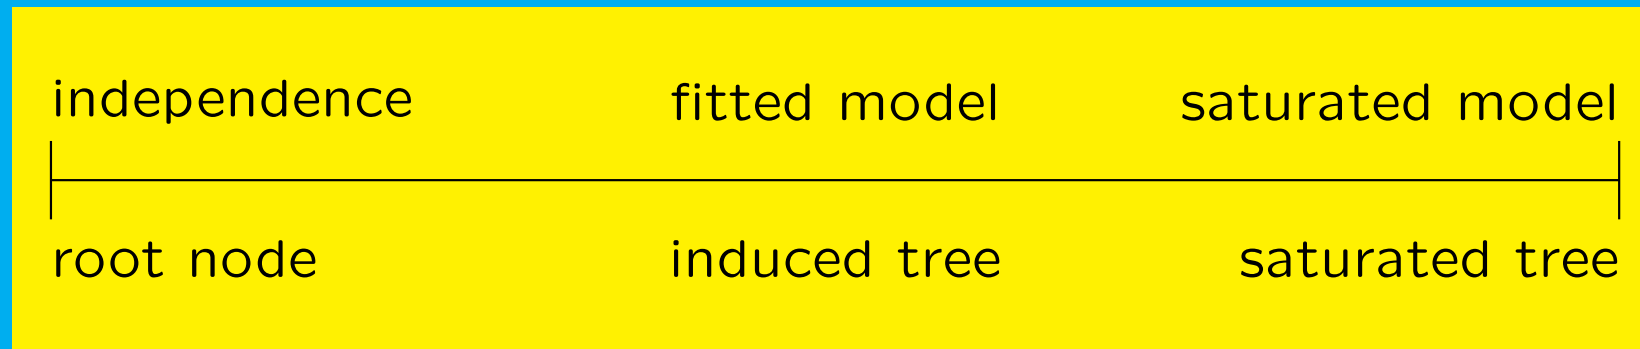 independence fitted model saturated model
root node induced tree saturated tree